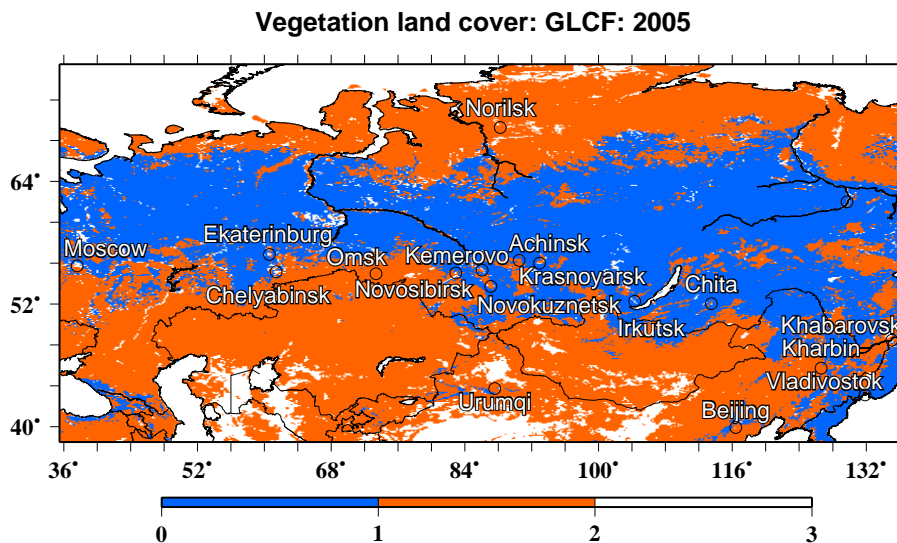 Vegetation land cover: GLCF: 2005
Norilsk
64°
Moscow
Ekaterinburg
Omsk
Kemerovo
Achinsk
Chelyabinsk
Novosibirsk
Krasnoyarsk
Chita
52°
Novokuznetsk
Irkutsk
Khabarovsk
Kharbin
Vladivostok
Urumqi
Beijing
40°
36° 52° 68° 84° 100° 116° 132°
0 1 2 3